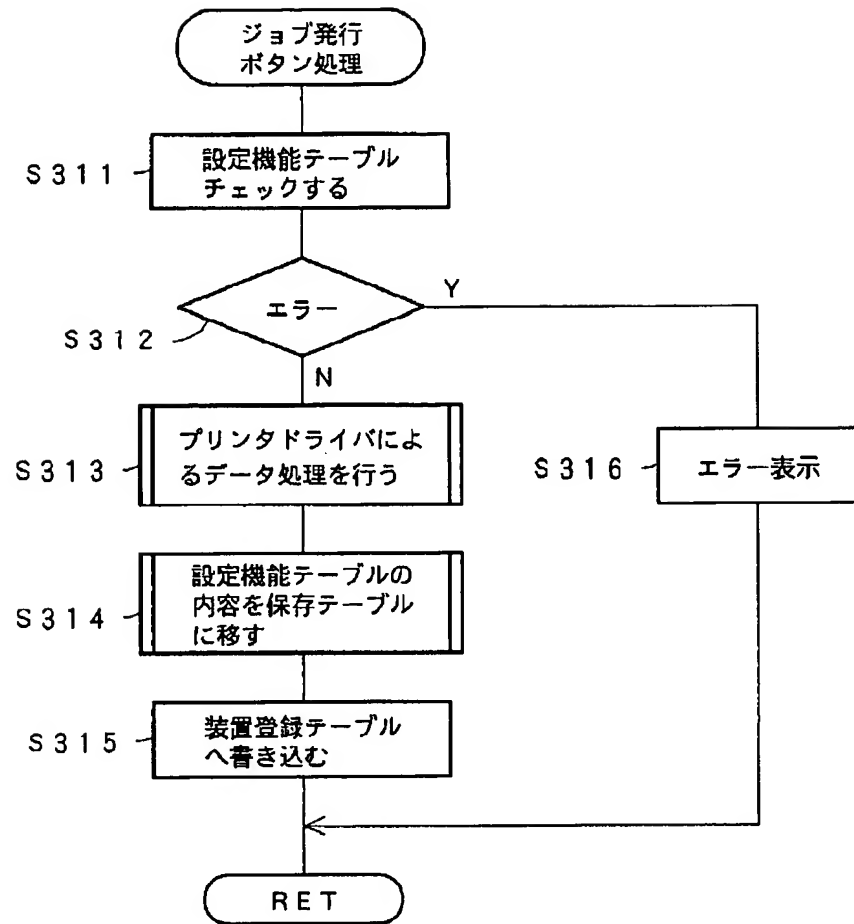 ジョブ発行
ボタン処理
S311
設定機能テーブル
チェックする
エラー
Y
S312
N
S313
プリンタドライバによ
るデータ処理を行う
S316
エラー表示
S314
設定機能テーブルの
内容を保存テーブル
に移す
S315
装置登録テーブル
へ書き込む
RET